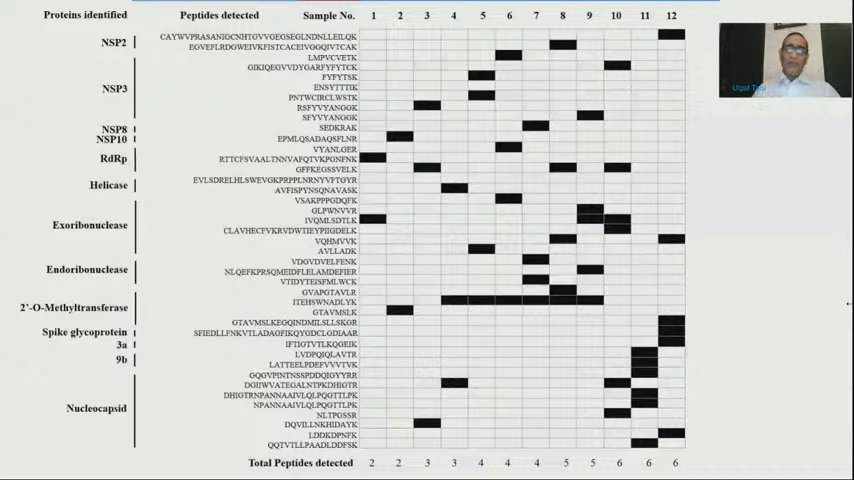 Proteins identified Peptides detected Sample No. 1 2 3 4 5 6 7 8 9 10 11 12
CAYWVPRASANIGCNHTGVVGEGSEGLNDNLLEILQK
NSP2
EGVEFLRDGWEIVKFISTCACEIVGGQIVTCAK
LMPVCVETK
GIKIQEGVVDYGARFYFYTCK
FYFYTSK
NSP3
ENSYTTTIK
PNTWCIRCLWSTK
RSFYVYANGGK
SFYVYANGGK
NSP8
SEDKRAK
NSP10
EPMLQSADAQSFLNR
VYANLGER
RdRp
RTTCFSVAALTNNVAFQTVKPGNFNK
GFFKEGSSVELK
Helicase
EVLSDRELHLSWEVGKPRPPLNRNYVFTGYR
AVFISPYNSQNAVASK
VSAKPPPGDQFK
GLPWNVVR
Exoribonuclease
IVQMLSDTLK
CLAVHECFVKRVDWTIEYPIIGDELK
VQHMVVK
AVLLADK
VDGVDVELFENK
Endoribonuclease
NLQEFKPRSQMEIDFLELAMDEFIER
VTIDYTEISFMLWCK
GVAPGTAVLR
ITEHSWNADLYK
2'-O-Methyltransferase
GTAVMSLK
GTAVMSLKEGQINDMILSLLSKGR
Spike glycoprotein
SFIEDLLFNKVTLADAGFIKQYGDCLGDIAAR
3a
IFTIGTVTLKQGEIK
9b
LVDPQIQLAVTR
LATTEELPDEFVVVTVK
GQGVPINTNSSPDDQIGYYRR
DGIIWVATEGALNTPKDHIGTR
DHIGTRNPANNAAIVLQLPQGTTLPK
NPANNAAIVLQLPQGTTLPK
Nucleocapsid
NLTPGSSR
DQVILLNKHIDAYK
LDDKDPNFK
QQTVTLLPAADLDDFSK
Total Peptides detected 2 2 3 3 4 4 4 5 5 6 6 6